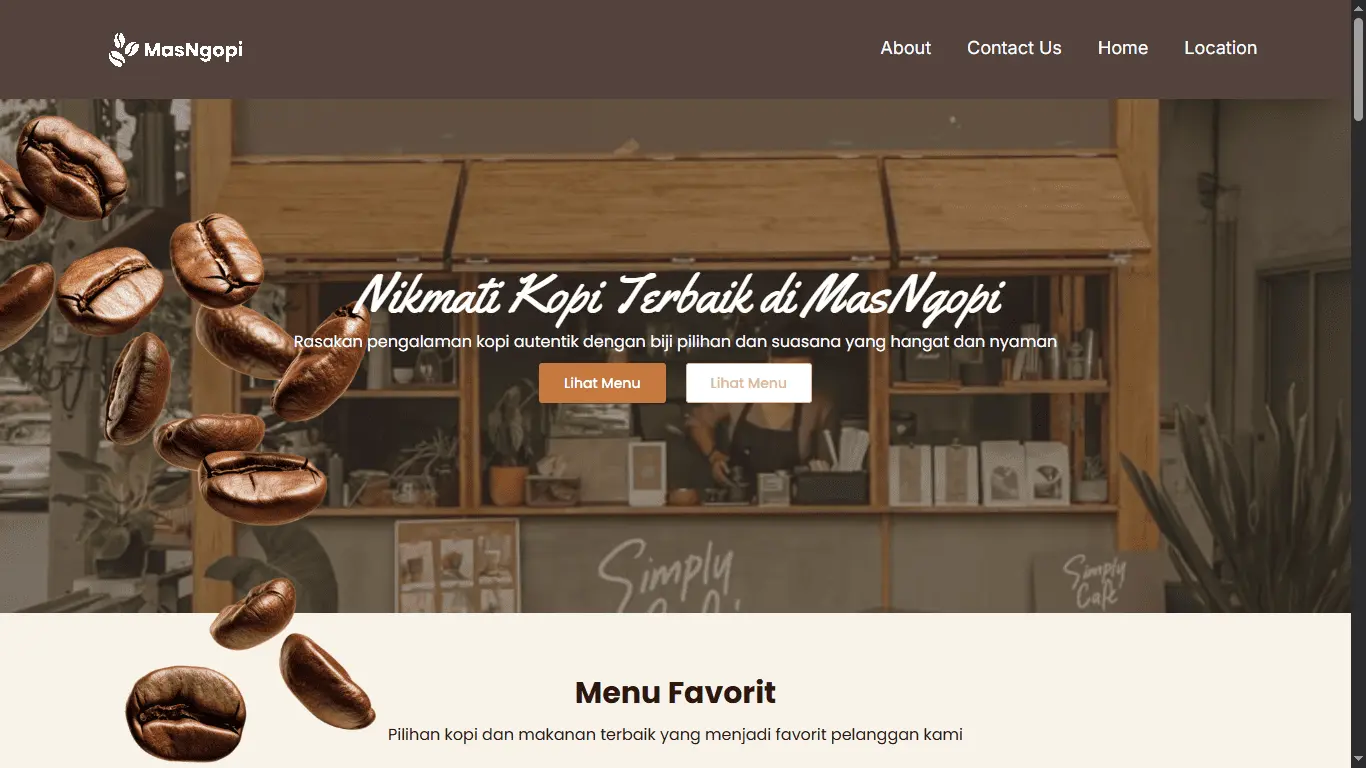 MasNgopi
About
Contact Us
Home
Location
Nikmati Kopi Terbaik di MasNgopi
Rasakan pengalaman kopi autentik dengan biji pilihan dan suasana yang hangat dan nyaman
Lihat Menu
Lihat Menu
Simply
Simply
Cafe
Menu Favorit
Pilihan kopi dan makanan terbaik yang menjadi favorit pelanggan kami